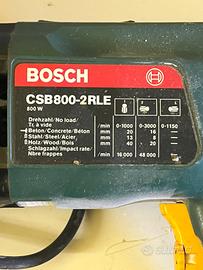 BOSCH
CSB800-2RLE
800 W
Drehzahl/No load/ min. 0-1000 0-3000 0-1150
Tr. à vide
Beton/Concrete/Béton mm 20 16 —
Stahl/Steel/Acier mm 13 8 —
Holz/Wood/Bois mm 40 20 —
Schlagzahl/Impact rate/ min. 16 000 48 000
Nbre frappes